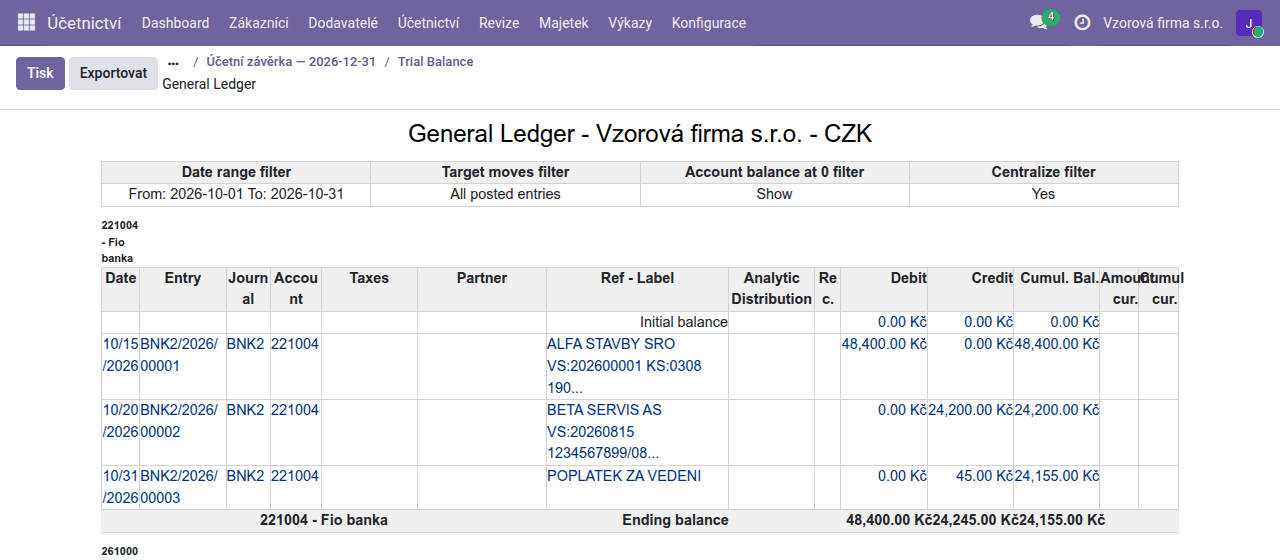 Účetnictví Dashboard Zákazníci Dodavatelé Účetnictví Revize Majetek Výkazy Konfigurace 4 Vzorová firma s.r.o. J
Tisk Exportovat ... / Účetní závěrka — 2026-12-31 / Trial Balance
General Ledger
General Ledger - Vzorová firma s.r.o. - CZK
Date range filter Target moves filter Account balance at 0 filter Centralize filter
From: 2026-10-01 To: 2026-10-31 All posted entries Show Yes
221004
- Fio
banka
Date Entry Journ Accou Taxes Partner Ref - Label Analytic Re Debit Credit Cumul. Bal. Amount Cumul
al nt Distribution c. cur. cur.
Initial balance 0.00 Kč 0.00 Kč 0.00 Kč
10/15 BNK2/2026/ BNK2 221004 ALFA STAVBY SRO 48,400.00 Kč 0.00 Kč 48,400.00 Kč
/2026 00001 VS:202600001 KS:0308
190...
10/20 BNK2/2026/ BNK2 221004 BETA SERVIS AS 0.00 Kč 24,200.00 Kč 24,200.00 Kč
/2026 00002 VS:20260815
1234567899/08...
10/31 BNK2/2026/ BNK2 221004 POPLATEK ZA VEDENI 0.00 Kč 45.00 Kč 24,155.00 Kč
/2026 00003
221004 - Fio banka Ending balance 48,400.00 Kč 24,245.00 Kč 24,155.00 Kč
261000